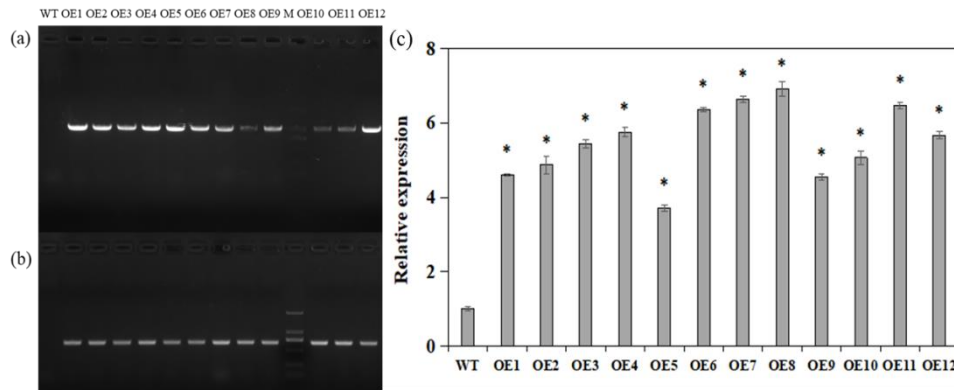 WT OE1 OE2 OE3 OE4 OE5 OE6 OE7 OE8 OE9 M OE10 OE11 OE12
(a)
(b)
(c)
Relative expression
8
6
4
2
0
* * * * * * * * * * * *
WT OE1 OE2 OE3 OE4 OE5 OE6 OE7 OE8 OE9 OE10 OE11 OE12